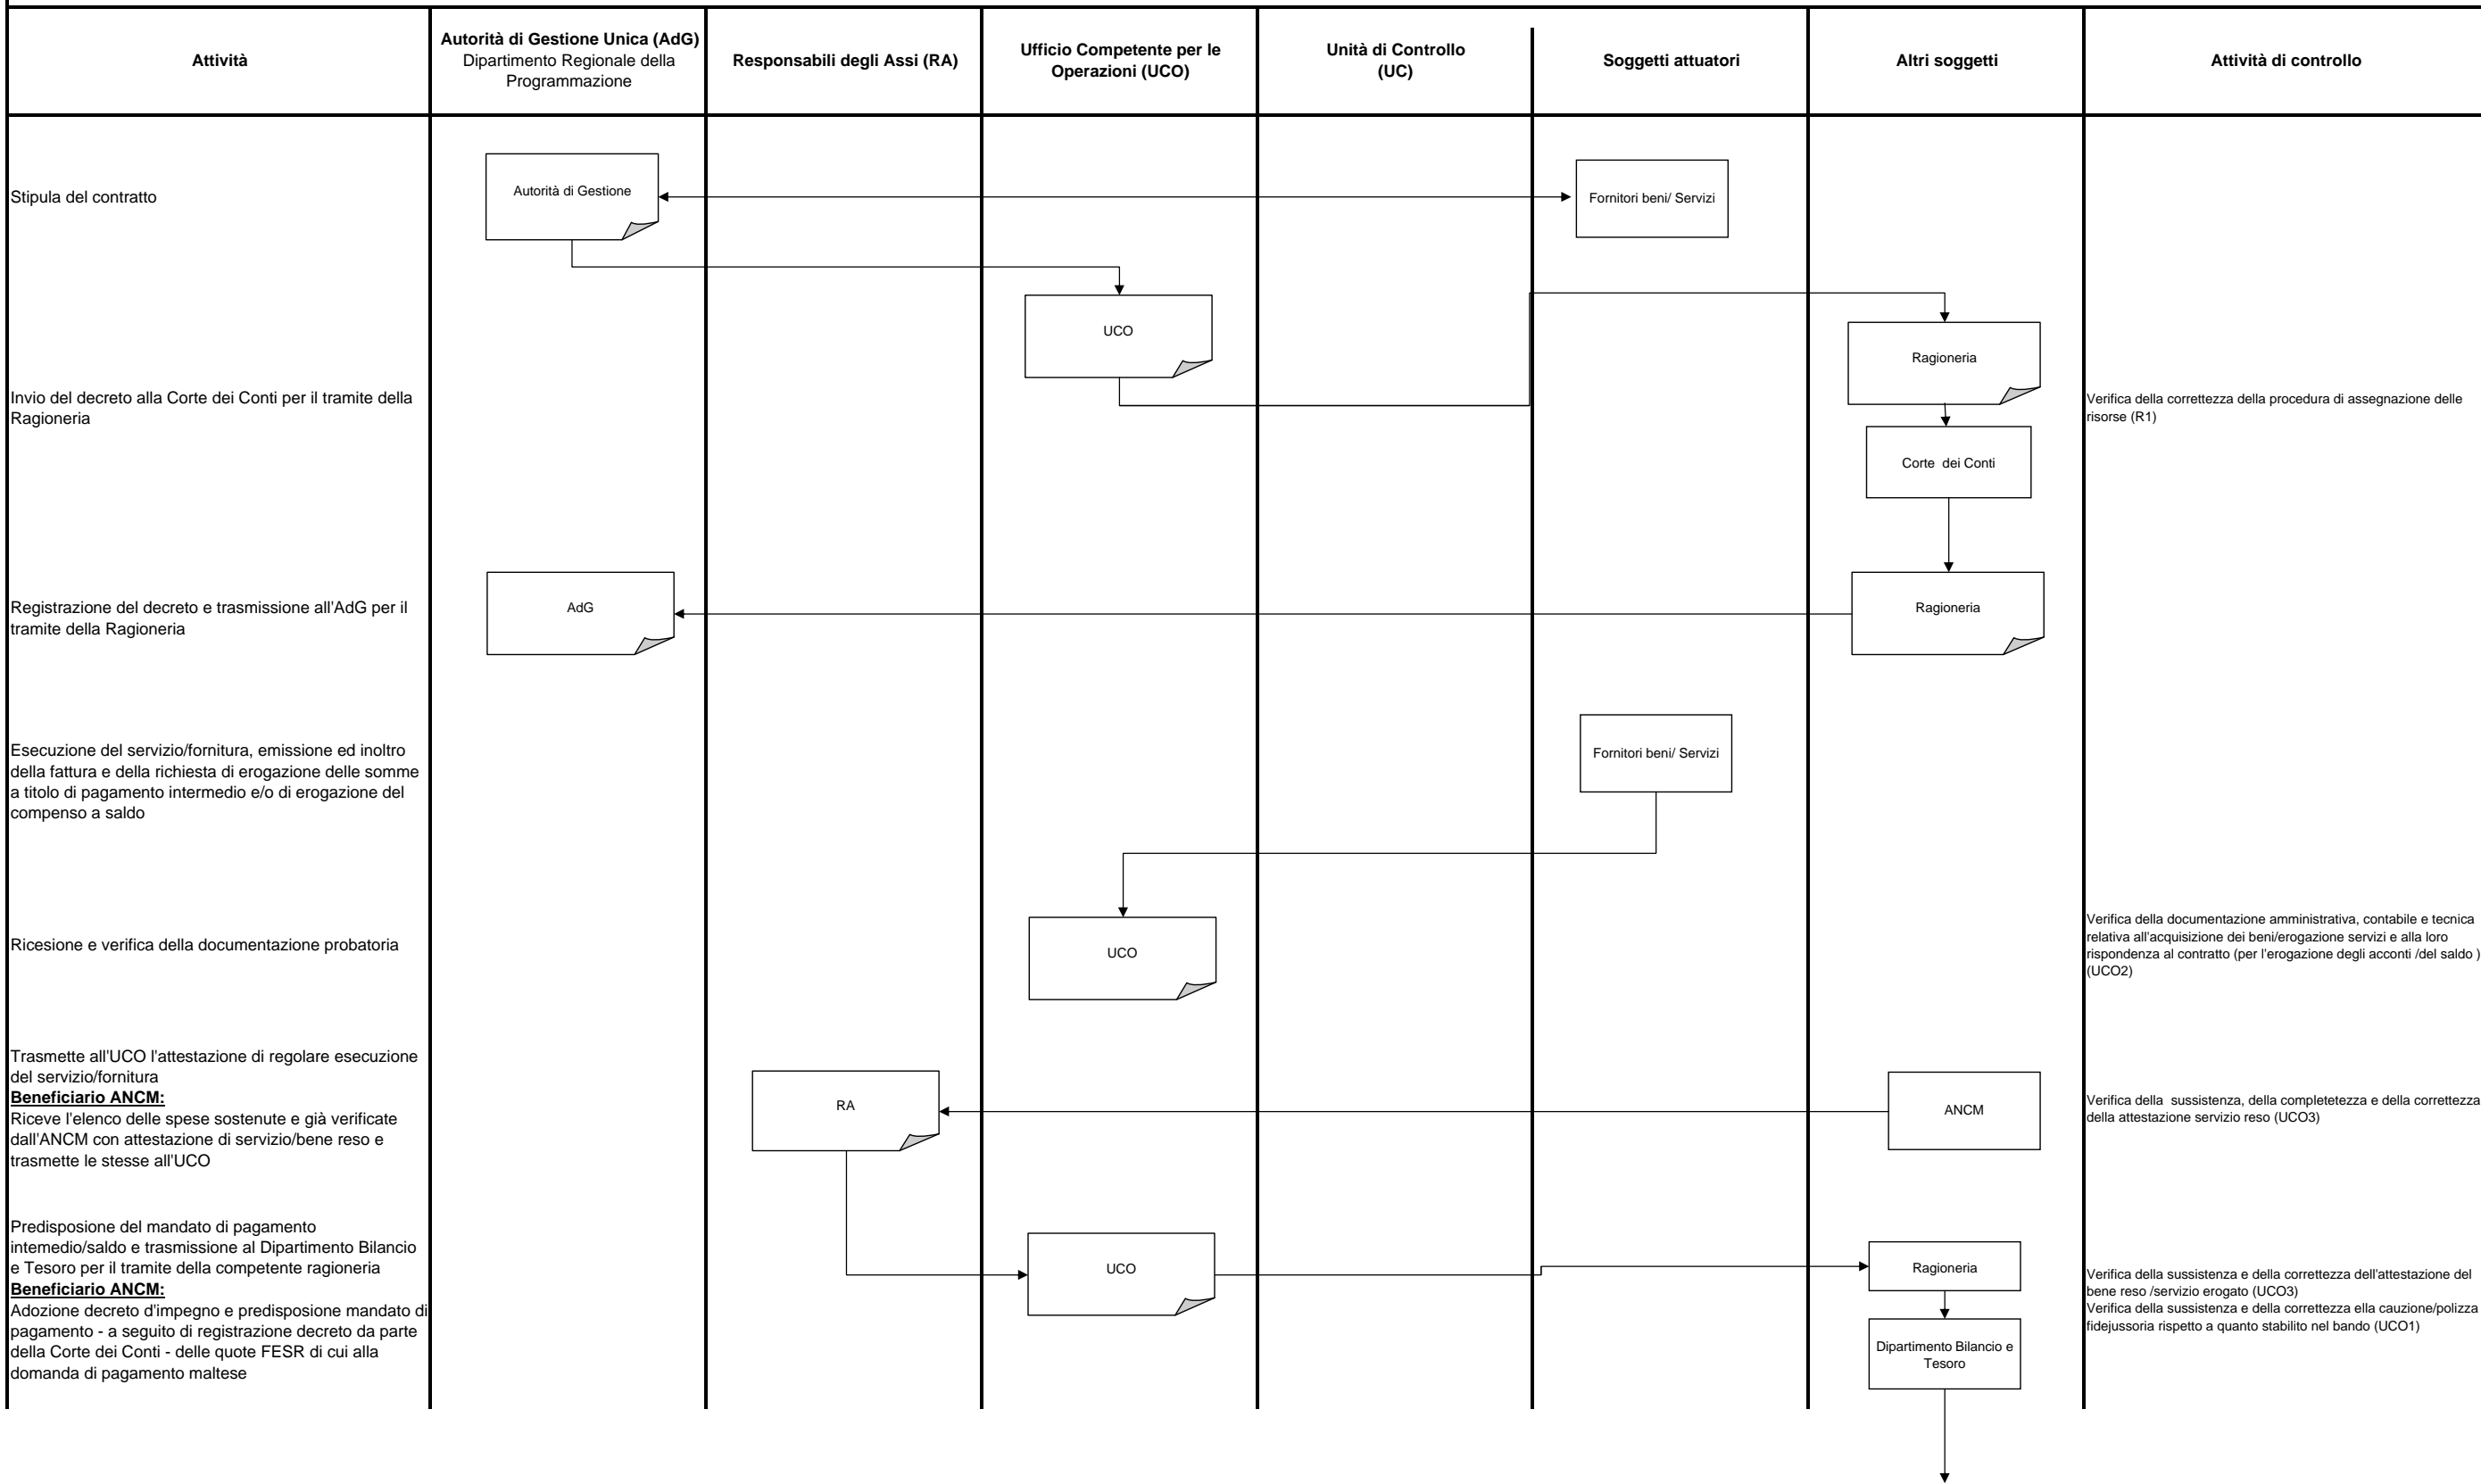 Attività
Autorità di Gestione Unica (AdG)
Dipartimento Regionale della
Programmazione
Responsabili degli Assi (RA)
Ufficio Competente per le
Operazioni (UCO)
Unità di Controllo
(UC)
Soggetti attuatori
Altri soggetti
Attività di controllo
Stipula del contratto
Autorità di Gestione
Fornitori beni/ Servizi
UCO
Ragioneria
Invio del decreto alla Corte dei Conti per il tramite della
Ragioneria
Verifica della correttezza della procedura di assegnazione delle
risorse (R1)
Corte  dei Conti
Registrazione del decreto e trasmissione all'AdG per il
tramite della Ragioneria
AdG
Ragioneria
Esecuzione del servizio/fornitura, emissione ed inoltro
della fattura e della richiesta di erogazione delle somme
a titolo di pagamento intermedio e/o di erogazione del
compenso a saldo
Fornitori beni/ Servizi
Ricesione e verifica della documentazione probatoria
UCO
Verifica della documentazione amministrativa, contabile e tecnica
relativa all'acquisizione dei beni/erogazione servizi e alla loro
rispondenza al contratto (per l'erogazione degli acconti /del saldo )
(UCO2)
Trasmette all'UCO l'attestazione di regolare esecuzione
del servizio/fornitura
Beneficiario ANCM:
Riceve l'elenco delle spese sostenute e già verificate
dall'ANCM con attestazione di servizio/bene reso e
trasmette le stesse all'UCO
RA
ANCM
Verifica della  sussistenza, della completetezza e della correttezza
della attestazione servizio reso (UCO3)
Predisposione del mandato di pagamento
intemedio/saldo e trasmissione al Dipartimento Bilancio
e Tesoro per il tramite della competente ragioneria
Beneficiario ANCM:
Adozione decreto d'impegno e predisposizione mandato di
pagamento - a seguito di registrazione decreto da parte
della Corte dei Conti - delle quote FESR di cui alla
domanda di pagamento maltese
UCO
Ragioneria
Dipartimento Bilancio e
Tesoro
Verifica della sussistenza e della correttezza dell'attestazione del
bene reso /servizio erogato (UCO3)
Verifica della sussistenza e della correttezza ella cauzione/polizza
fidejussoria rispetto a quanto stabilito nel bando (UCO1)